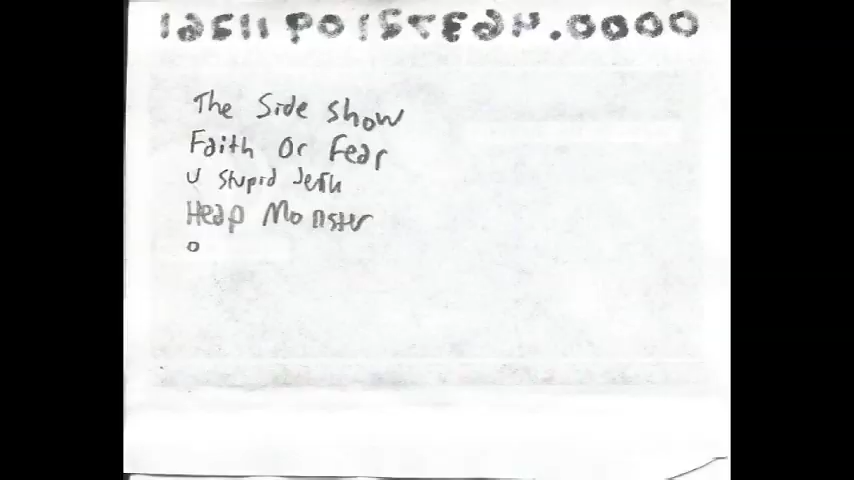 The Side Show
Faith Or Fear
U Stupid Jerk
Heap Monster
o